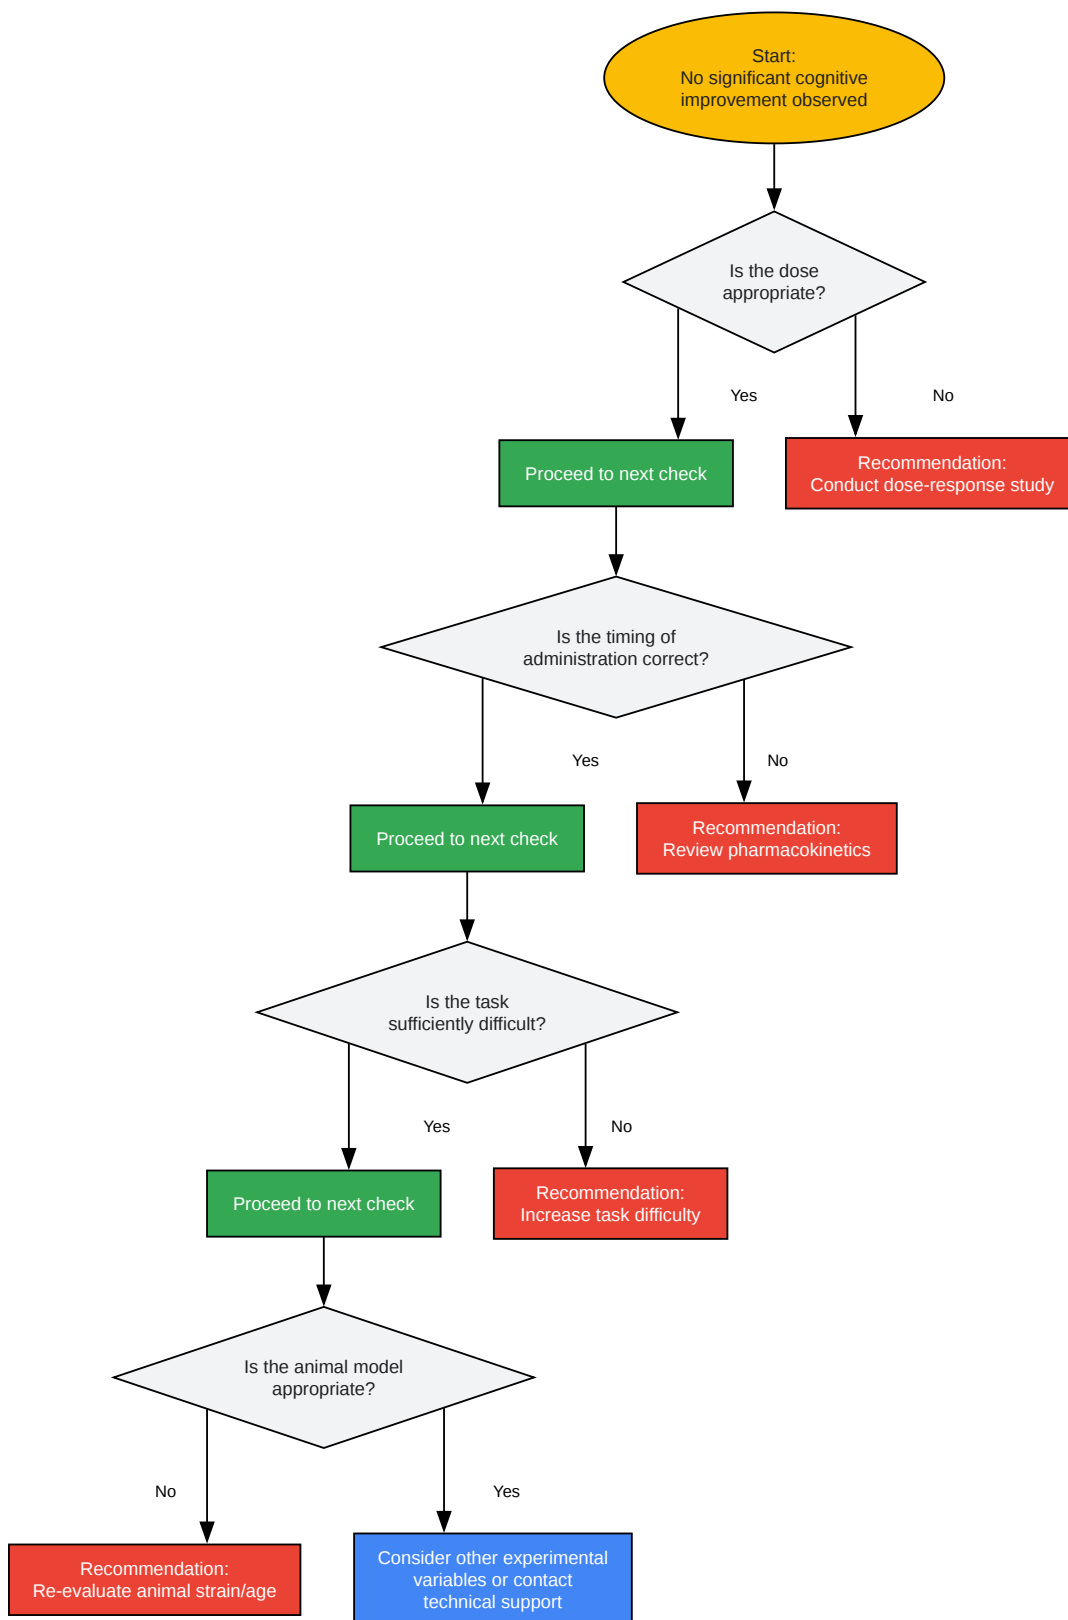 Start:
No significant cognitive
improvement observed
Is the dose
appropriate?
Yes
No
Proceed to next check
Recommendation:
Conduct dose-response study
Is the timing of
administration correct?
Yes
No
Proceed to next check
Recommendation:
Review pharmacokinetics
Is the task
sufficiently difficult?
Yes
No
Proceed to next check
Recommendation:
Increase task difficulty
Is the animal model
appropriate?
No
Yes
Recommendation:
Re-evaluate animal strain/age
Consider other experimental
variables or contact
technical support